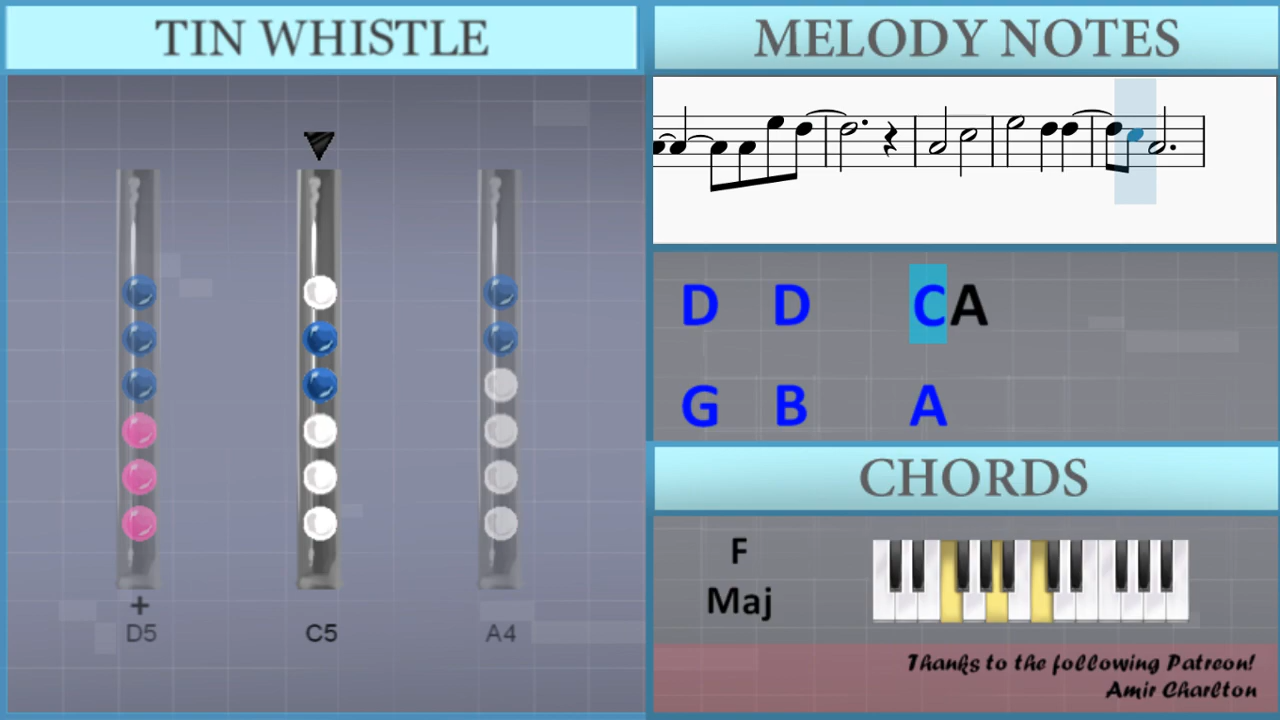 TIN WHISTLE
MELODY NOTES
D D C A
G B A
CHORDS
F
Maj
+
D5 C5 A4
Thanks to the following Patreon!
Amir Charlton